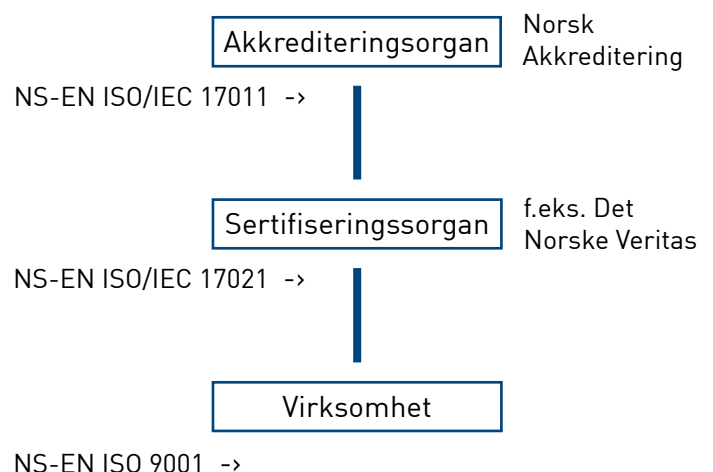 Akkrediteringsorgan
Norsk
Akkreditering
NS-EN ISO/IEC 17011 ->
Sertifiseringssorgan
f.eks. Det
Norske Veritas
NS-EN ISO/IEC 17021 ->
Virksomhet
NS-EN ISO 9001 ->